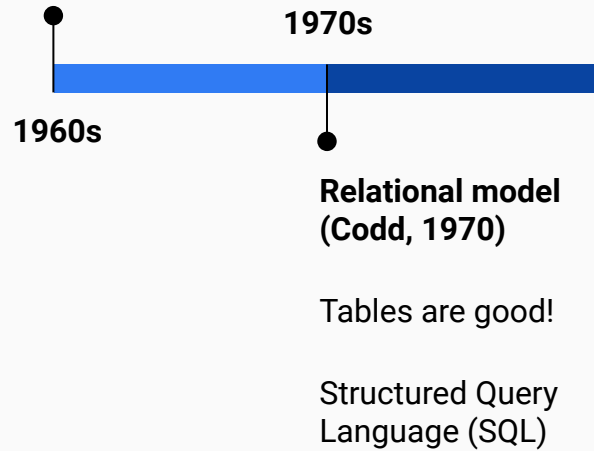 1970s
1960s
Relational model
(Codd, 1970)
Tables are good!
Structured Query
Language (SQL)